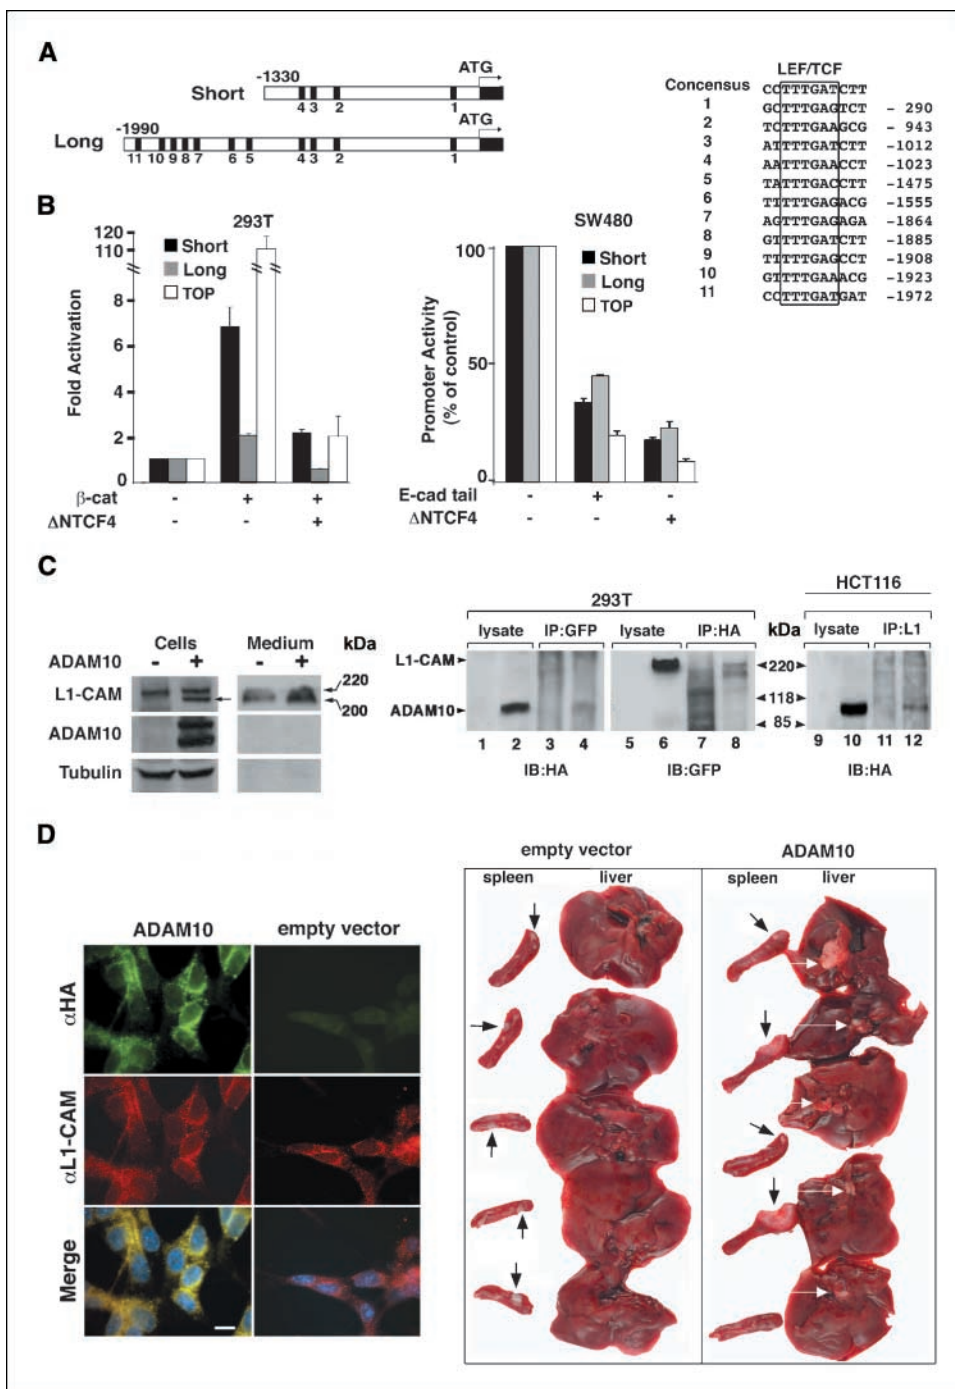 A
-1330
ATG
Short
4 3 2 1
-1990
ATG
Long
11 10 9 8 7 6 5 4 3 2 1
LEF/TCF
Concensus CCTTTGATCTT
1 GCTTTGAGTCT - 290
2 TCTTTGAAGCG - 943
3 ATTTTGATCTT -1012
4 AATTTGAACCT -1023
5 TATTTGACCTT -1475
6 TTTTTGAGACG -1555
7 AGTTTGAGAGA -1864
8 GTTTTGATCTT -1885
9 TTTTTGAGCCT -1908
10 GTTTTGAAACG -1923
11 CCTTTGATGAT -1972
B
293T
Fold Activation
120
110
8
6
4
2
0
Short
Long
TOP
β-cat - + +
ΔNTCF4 - - +
SW480
Promoter Activity
(% of control)
100
50
0
Short
Long
TOP
E-cad tail - + -
ΔNTCF4 - - +
C
Cells Medium kDa
ADAM10 - + - +
L1-CAM
220
200
ADAM10
Tubulin
293T
HCT116
lysate IP:GFP lysate IP:HA kDa lysate IP:L1
L1-CAM
220
118
ADAM10
85
1 2 3 4 5 6 7 8 9 10 11 12
IB:HA IB:GFP IB:HA
D
ADAM10 empty vector
αHA
αL1-CAM
Merge
empty vector ADAM10
spleen liver spleen liver